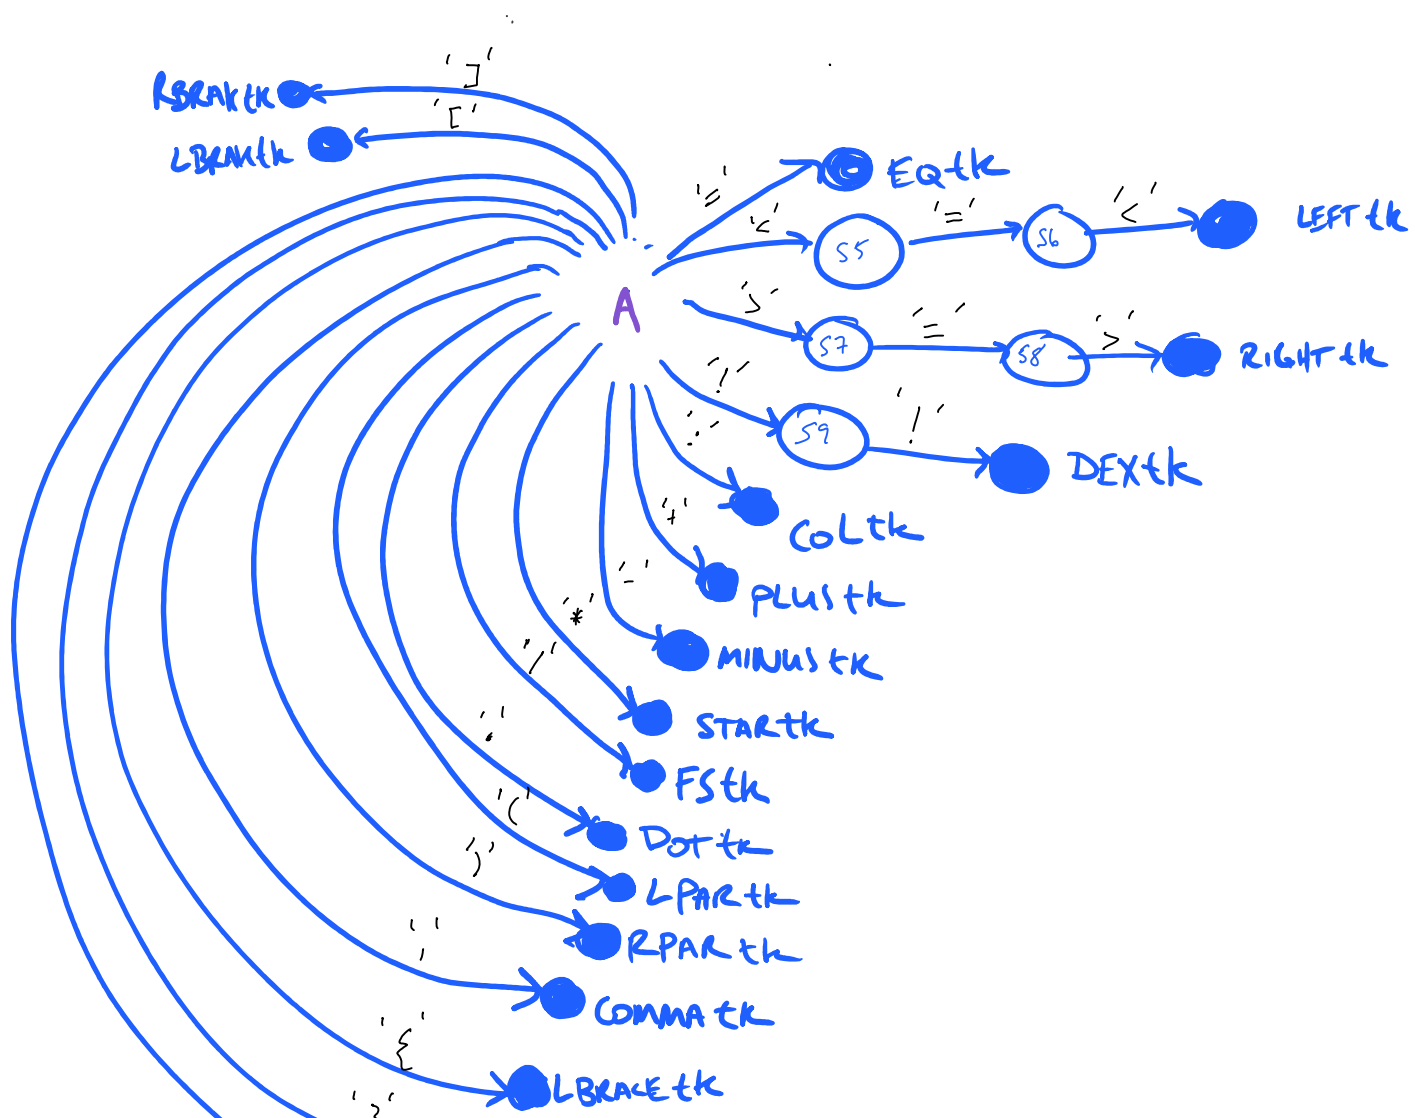 ']'
RBRAKtk
'['
LBRAKtk
'='
EQtk
'<'
S5
'='
S6
'<'
LEFTtk
A
'>'
S7
'='
S8
'>'
RIGHTtk
'!'
S9
'!'
DEXtk
':'
COLtk
'+'
PLUStk
'-'
MINUStk
'*'
STARtk
'/'
FStk
'.'
DOTtk
'('
LPARtk
')'
RPARtk
','
COMMAtk
'{'
LBRACEtk